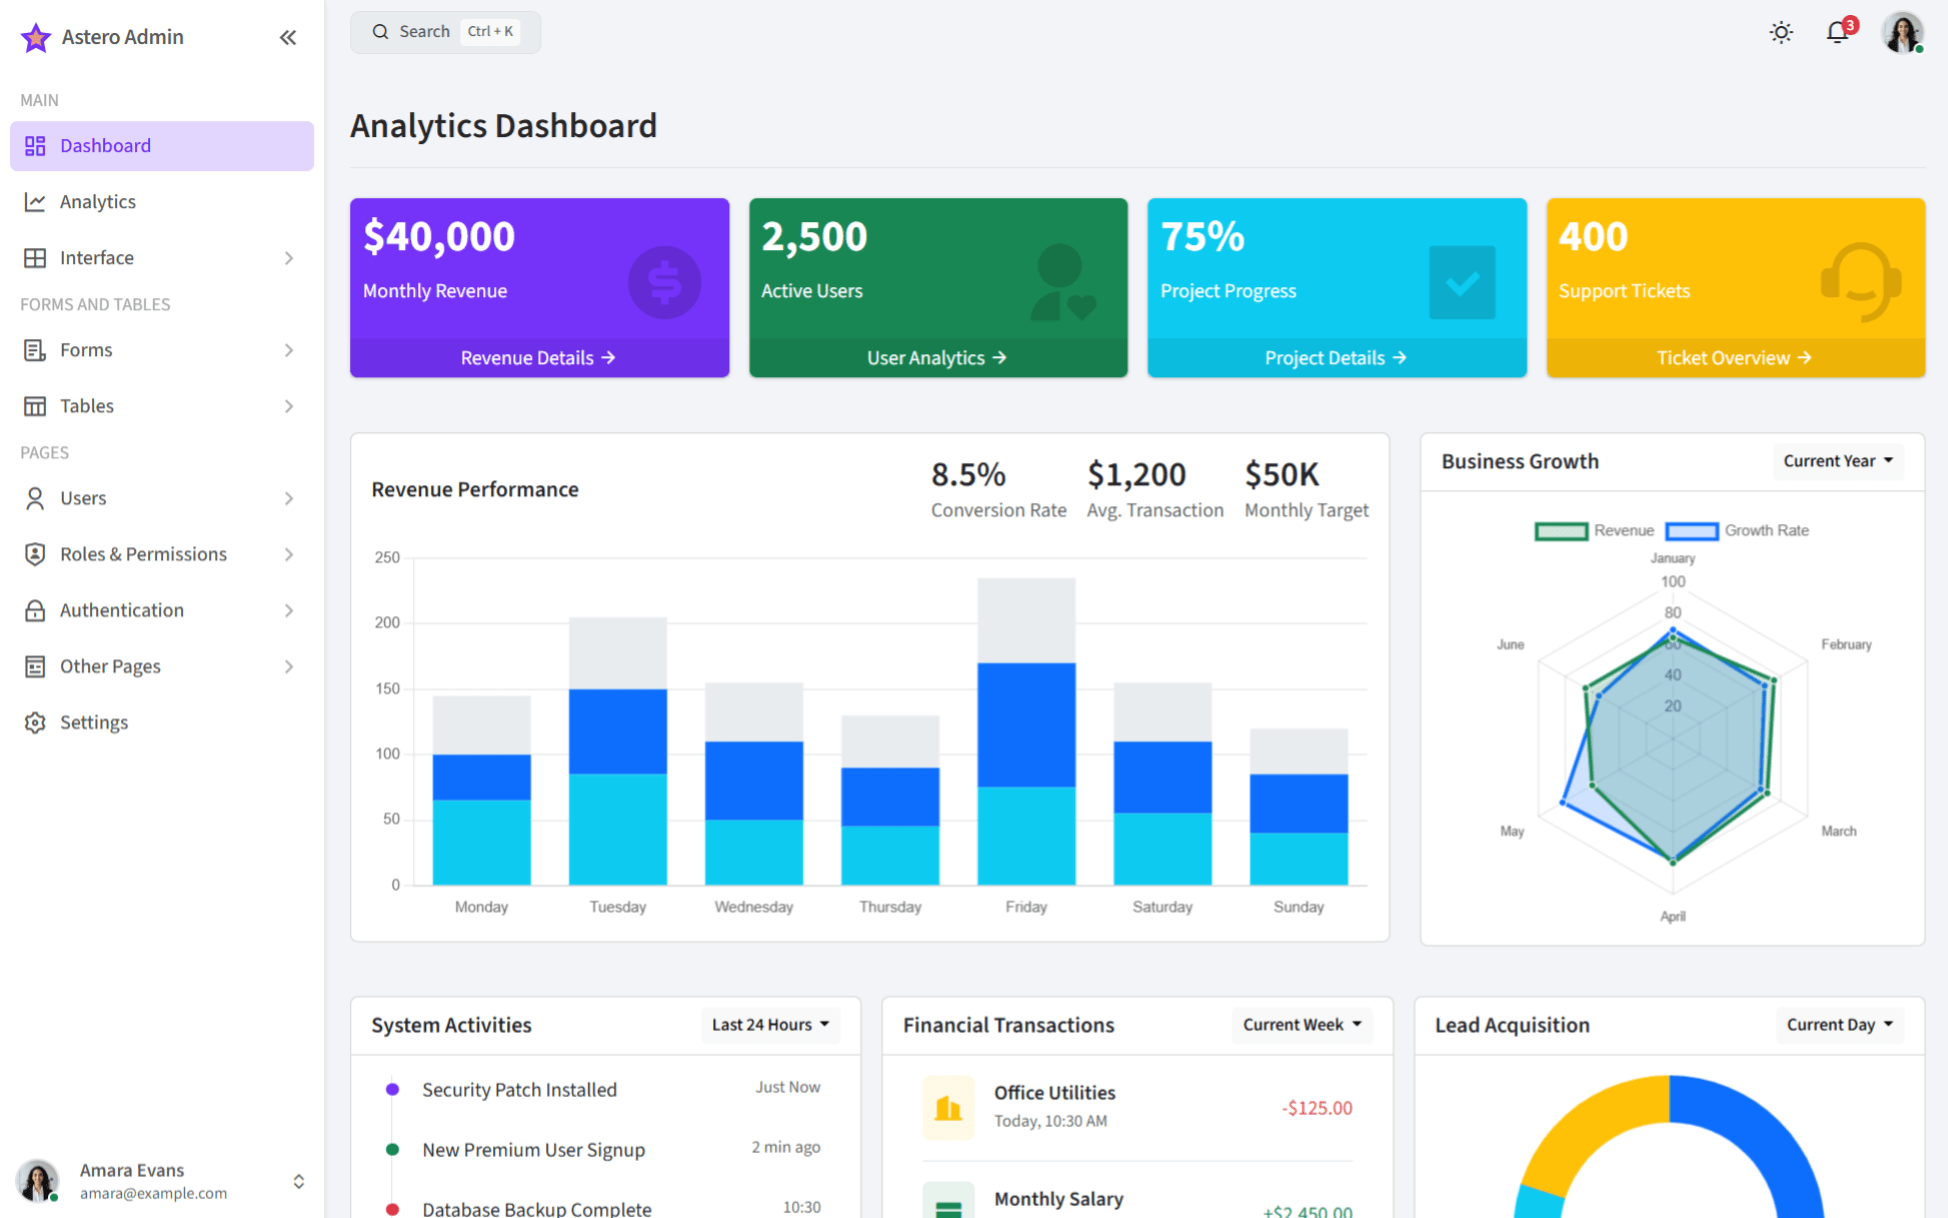 Astero Admin
MAIN
Dashboard
Analytics
Interface
FORMS AND TABLES
Forms
Tables
PAGES
Users
Roles & Permissions
Authentication
Other Pages
Settings
Amara Evans
amara@example.com
Search Ctrl + K
3
Analytics Dashboard
$40,000
Monthly Revenue
Revenue Details →
2,500
Active Users
User Analytics →
75%
Project Progress
Project Details →
400
Support Tickets
Ticket Overview →
Revenue Performance
8.5%
Conversion Rate
$1,200
Avg. Transaction
$50K
Monthly Target
250
200
150
100
50
0
Monday Tuesday Wednesday Thursday Friday Saturday Sunday
Business Growth
Current Year
Revenue Growth Rate
January
100
80
60
40
20
June February
May March
April
System Activities
Last 24 Hours
Security Patch Installed Just Now
New Premium User Signup 2 min ago
Database Backup Complete 10:30
Financial Transactions
Current Week
Office Utilities
Today, 10:30 AM
-$125.00
Monthly Salary
+$2,450.00
Lead Acquisition
Current Day